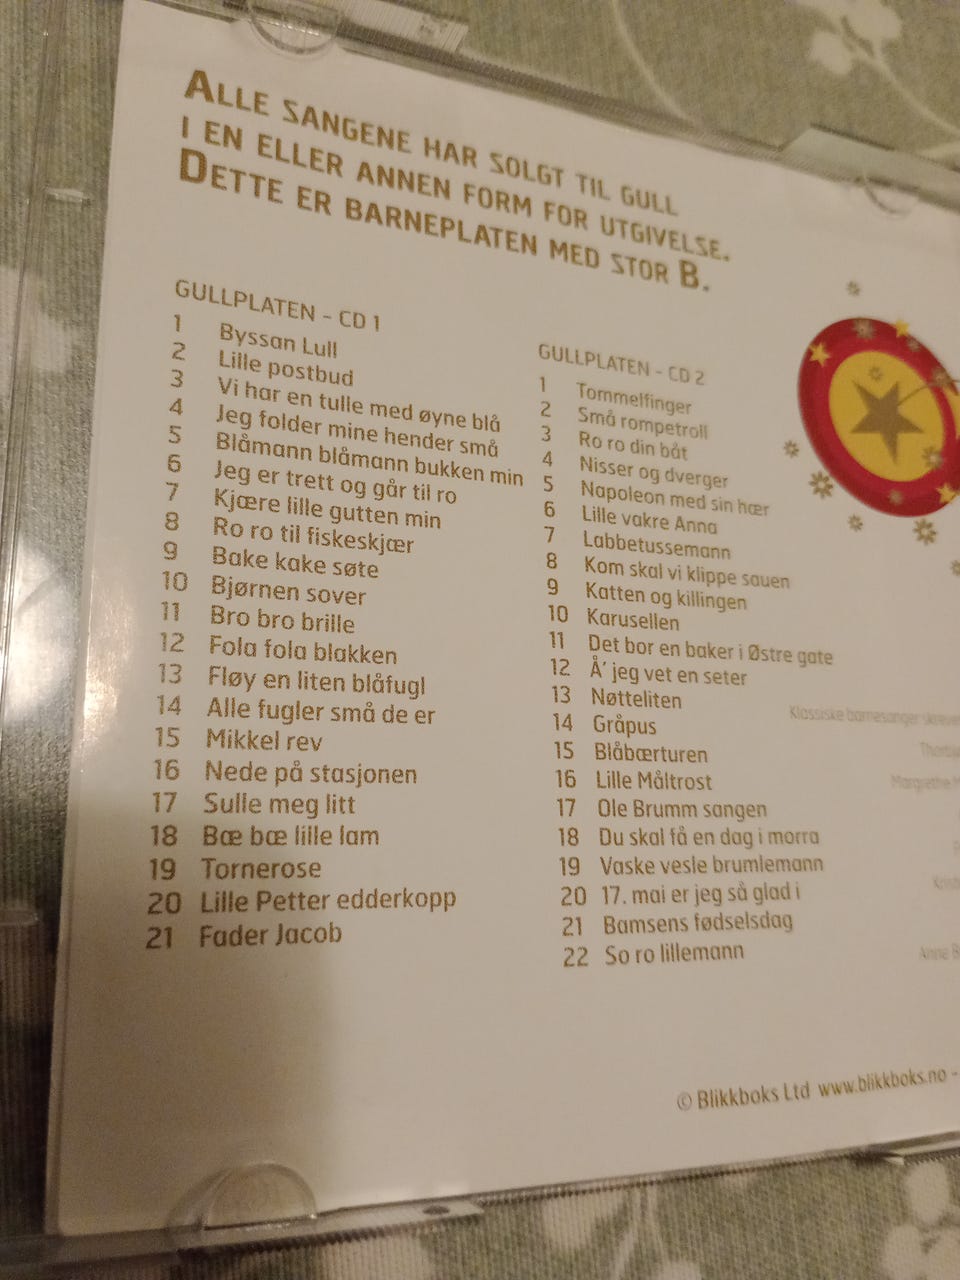 ALLE SANGENE HAR SOLGT TIL GULL
I EN ELLER ANNEN FORM FOR UTGIVELSE.
DETTE ER BARNEPLATEN MED STOR B.
GULLPLATEN - CD 1
1 Byssan Lull
2 Lille postbud
3 Vi har en tulle med øyne blå
4 Jeg folder mine hender små
5 Blåmann blåmann bukken min
6 Jeg er trett og går til ro
7 Kjære lille gutten min
8 Ro ro til fiskeskjær
9 Bake kake søte
10 Bjørnen sover
11 Bro bro brille
12 Fola fola blakken
13 Fløy en liten blåfugl
14 Alle fugler små de er
15 Mikkel rev
16 Nede på stasjonen
17 Sulle meg litt
18 Bæ bæ lille lam
19 Tornerose
20 Lille Petter edderkopp
21 Fader Jacob
GULLPLATEN - CD 2
1 Tommelfinger
2 Små rompetroll
3 Ro ro din båt
4 Nisser og dverger
5 Napoleon med sin hær
6 Lille vakre Anna
7 Labbetussemann
8 Kom skal vi klippe sauen
9 Katten og killingen
10 Karusellen
11 Det bor en baker i Østre gate
12 Å' jeg vet en seter
13 Nøtteliten
14 Gråpus
15 Blåbærturen
16 Lille Måltrost
17 Ole Brumm sangen
18 Du skal få en dag i morra
19 Vaske vesle brumlemann
20 17. mai er jeg så glad i
21 Bamsens fødselsdag
22 So ro lillemann
Klassiske barnesanger
Margrethe
Anne
© Blikkboks Ltd www.blikkboks.no -